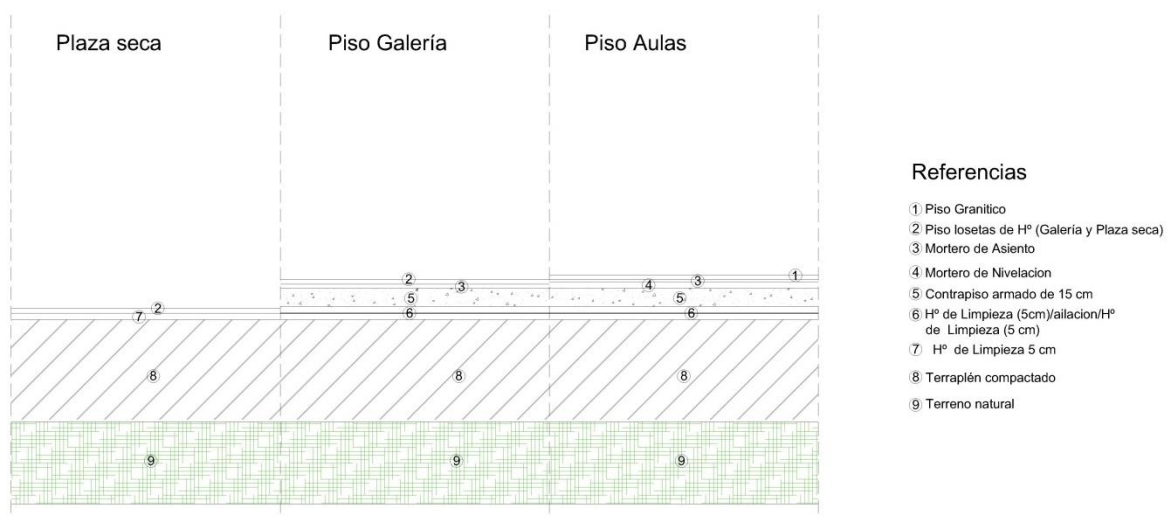 Plaza seca
Piso Galería
Piso Aulas
1
2
3
4
3
5
5
2
7
6
6
8
8
8
9
9
9
Referencias
1 Piso Granitico
2 Piso losetas de Hº (Galería y Plaza seca)
3 Mortero de Asiento
4 Mortero de Nivelacion
5 Contrapiso armado de 15 cm
6 Hº de Limpieza (5cm)/ailacion/Hº
de Limpieza (5 cm)
7 Hº de Limpieza 5 cm
8 Terraplén compactado
9 Terreno natural